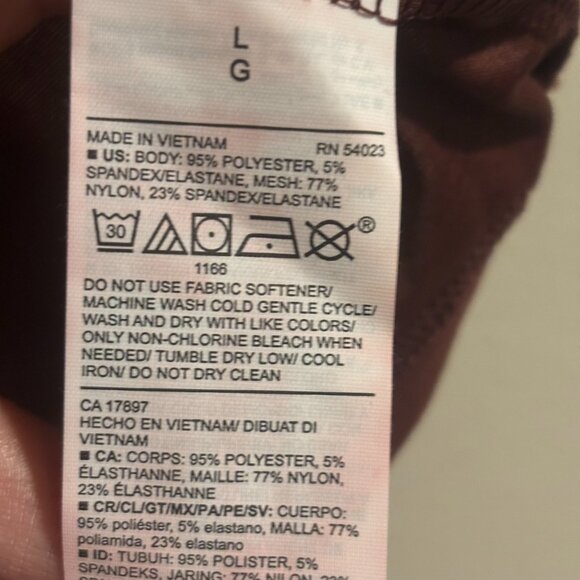 L
G
MADE IN VIETNAM RN 54023
■ US: BODY: 95% POLYESTER, 5%
SPANDEX/ELASTANE, MESH: 77%
NYLON, 23% SPANDEX/ELASTANE
30 ®
1166
DO NOT USE FABRIC SOFTENER/
MACHINE WASH COLD GENTLE CYCLE/
WASH AND DRY WITH LIKE COLORS/
ONLY NON-CHLORINE BLEACH WHEN
NEEDED/ TUMBLE DRY LOW/ COOL
IRON/ DO NOT DRY CLEAN
CA 17897
HECHO EN VIETNAM/ DIBUAT DI
VIETNAM
■ CA: CORPS: 95% POLYESTER, 5%
ÉLASTHANNE, MAILLE: 77% NYLON,
23% ÉLASTHANNE
■ CR/CL/GT/MX/PA/PE/SV: CUERPO:
95% poliéster, 5% elastano, MALLA: 77%
poliamida, 23% elastano
■ ID: TUBUH: 95% POLISTER, 5%
SPANDEKS, JARING: 77% NILON, 23%